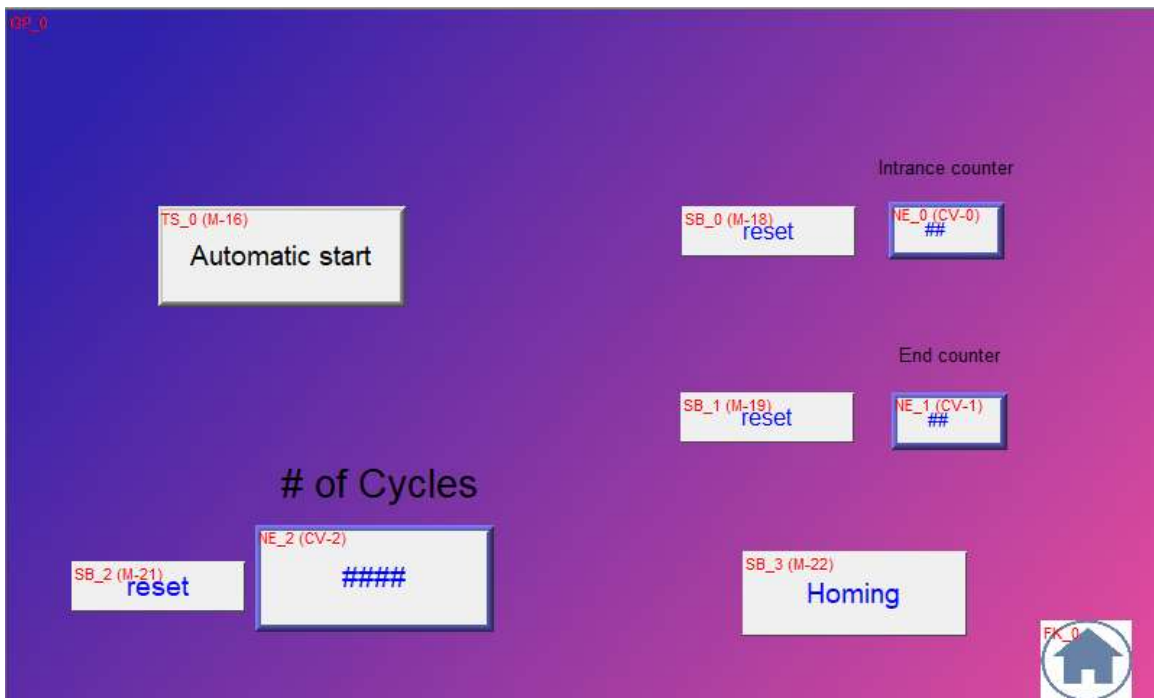 GP_0
Intrance counter
TS_0 (M-16)
Automatic start
SB_0 (M-18)
reset
NE_0 (CV-0)
##
End counter
SB_1 (M-19)
reset
NE_1 (CV-1)
##
# of Cycles
NE_2 (CV-2)
####
SB_2 (M-21)
reset
SB_3 (M-22)
Homing
FK_0